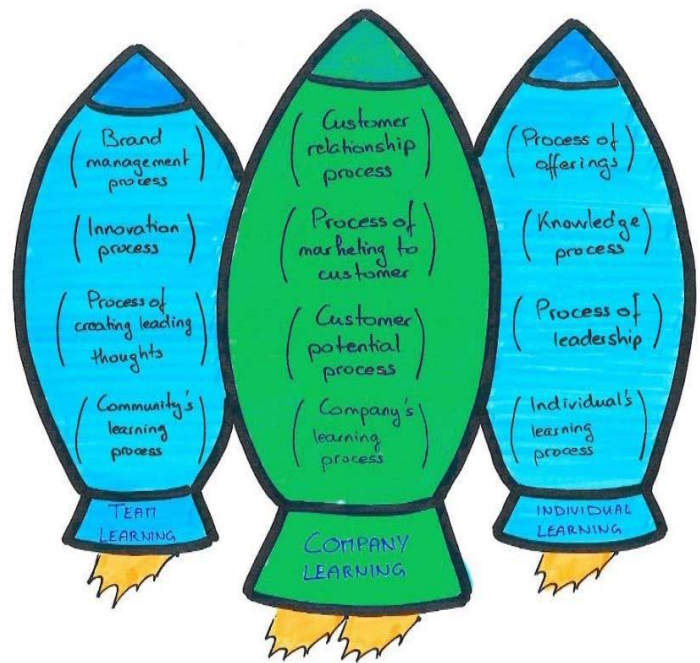 Brand
management
process
Innovation
process
Process of
creating leading
thoughts
Community's
learning
process
TEAM
LEARNING
Customer
relationship
process
Process of
marketing to
customer
Customer
potential
process
Company's
learning
process
COMPANY
LEARNING
Process of
offerings
Knowledge
process
Process of
leadership
Individual's
learning
process
INDIVIDUAL
LEARNING